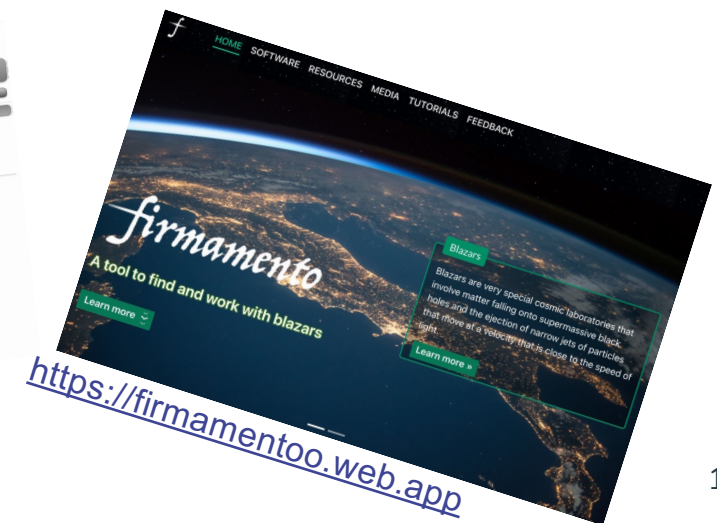 f
HOME SOFTWARE RESOURCES MEDIA TUTORIALS FEEDBACK
firmamento
A tool to find and work with blazars
Learn more
Blazars
Blazars are very special cosmic laboratories that
involve matter falling onto supermassive black
holes and the ejection of narrow jets of particles
that move at a velocity that is close to the speed of
light.
Learn more »
https://firmamentoo.web.app
1